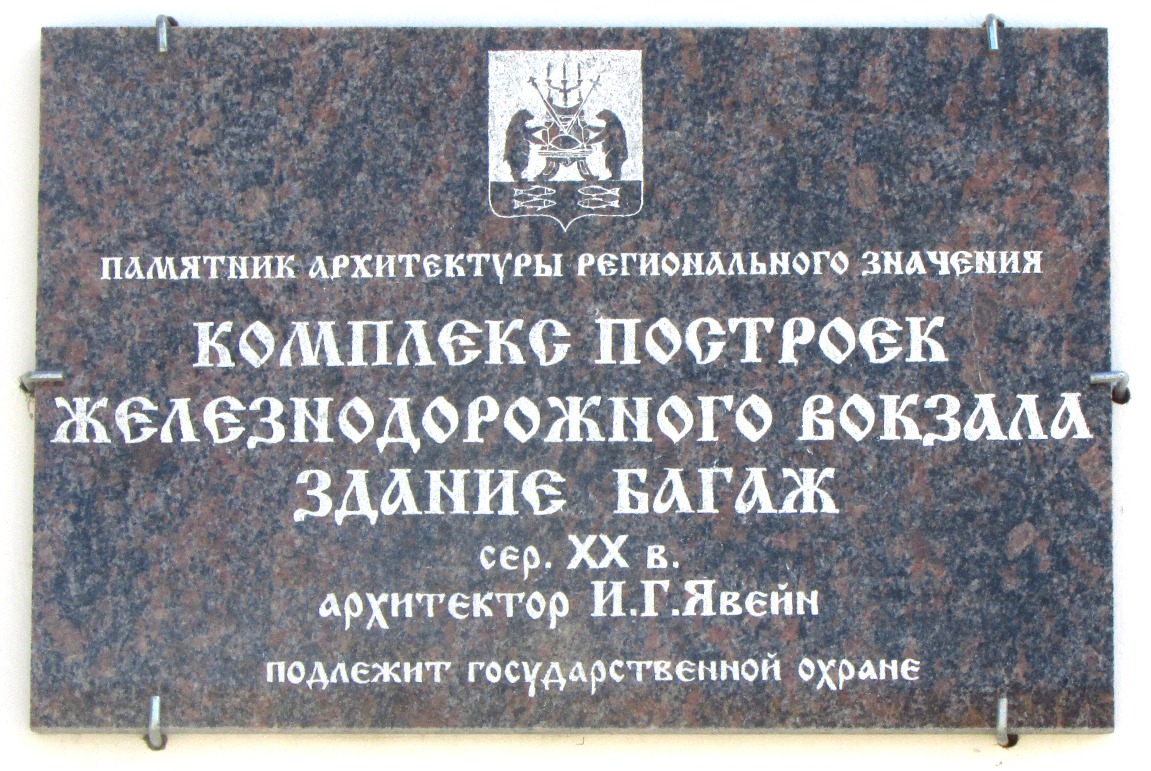 ПАМЯТНИК АРХИТЕКТУРЫ РЕГИОНАЛЬНОГО ЗНАЧЕНИЯ
КОМПЛЕКС ПОСТРОЕК
ЖЕЛЕЗНОДОРОЖНОГО ВОКЗАЛА
ЗДАНИЕ БАГАЖ
сер. XX в.
архитектор И.Г.Явейн
подлежит государственной охране